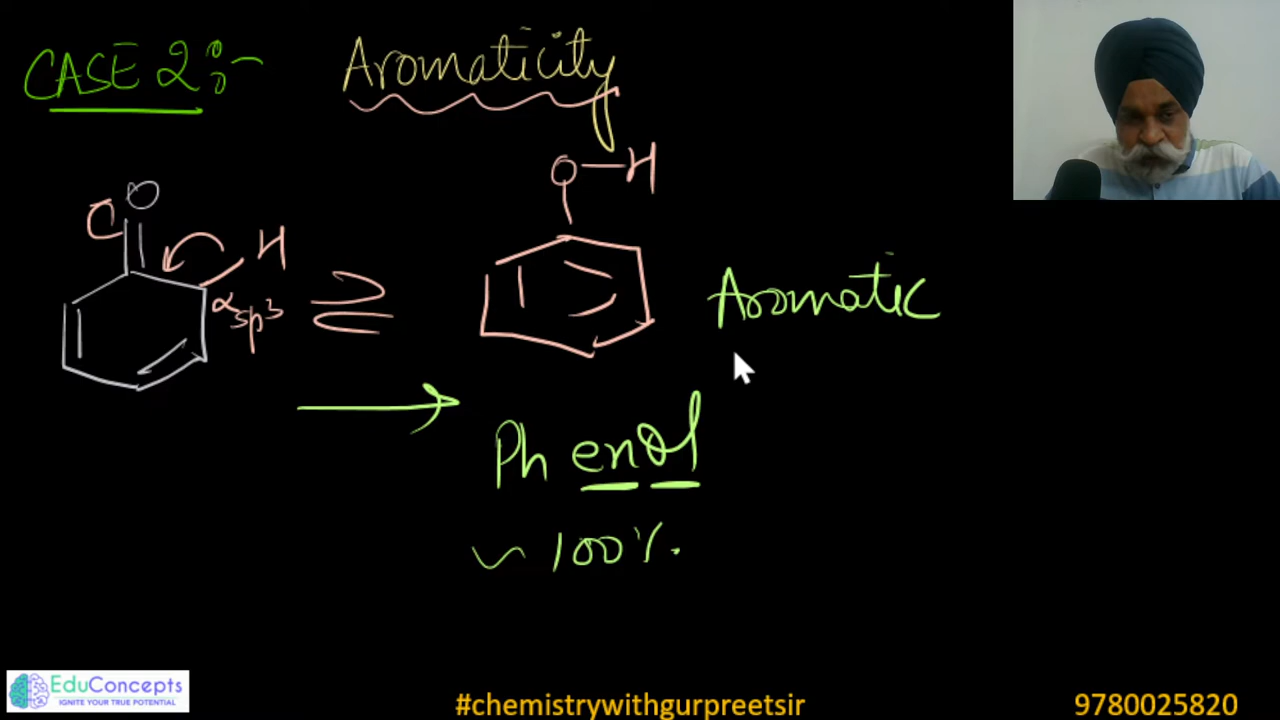 CASE 2 :- Aromaticity
O
O-H
H
α
sp³
Aromatic
Phenol
~ 100%.
EduConcepts
IGNITE YOUR TRUE POTENTIAL
#chemistrywithgurpreetsir
9780025820